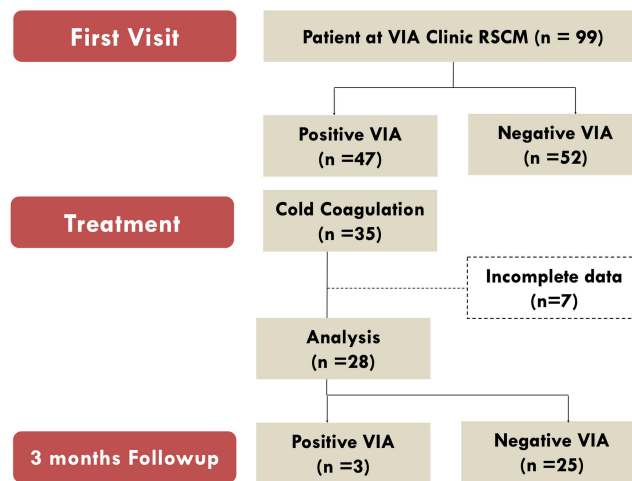 First Visit
Patient at VIA Clinic RSCM (n = 99)
Positive VIA
(n =47)
Negative VIA
(n =52)
Treatment
Cold Coagulation
(n =35)
Incomplete data
(n=7)
Analysis
(n =28)
3 months Followup
Positive VIA
(n =3)
Negative VIA
(n =25)